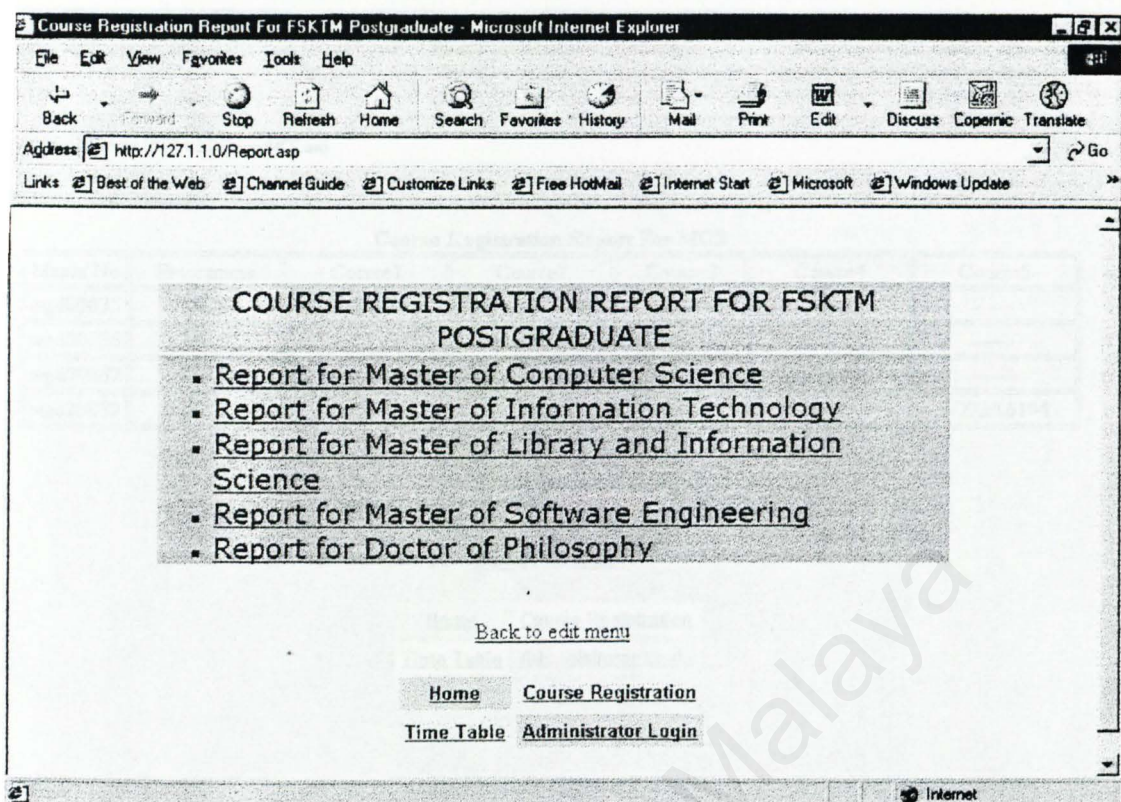 Course Registration Report For FSKTM Postgraduate - Microsoft Internet Explorer
File Edit View Favorites Tools Help
Back Forward Stop Refresh Home Search Favorites History Mail Print Edit Discuss Copernic Translate
Address http://127.1.1.0/Report.asp Go
Links Best of the Web Channel Guide Customize Links Free HotMail Internet Start Microsoft Windows Update »
COURSE REGISTRATION REPORT FOR FSKTM
POSTGRADUATE
Report for Master of Computer Science
Report for Master of Information Technology
Report for Master of Library and Information
Science
Report for Master of Software Engineering
Report for Doctor of Philosophy
Back to edit menu
Home Course Registration
Time Table Administrator Login
Malaya
Internet